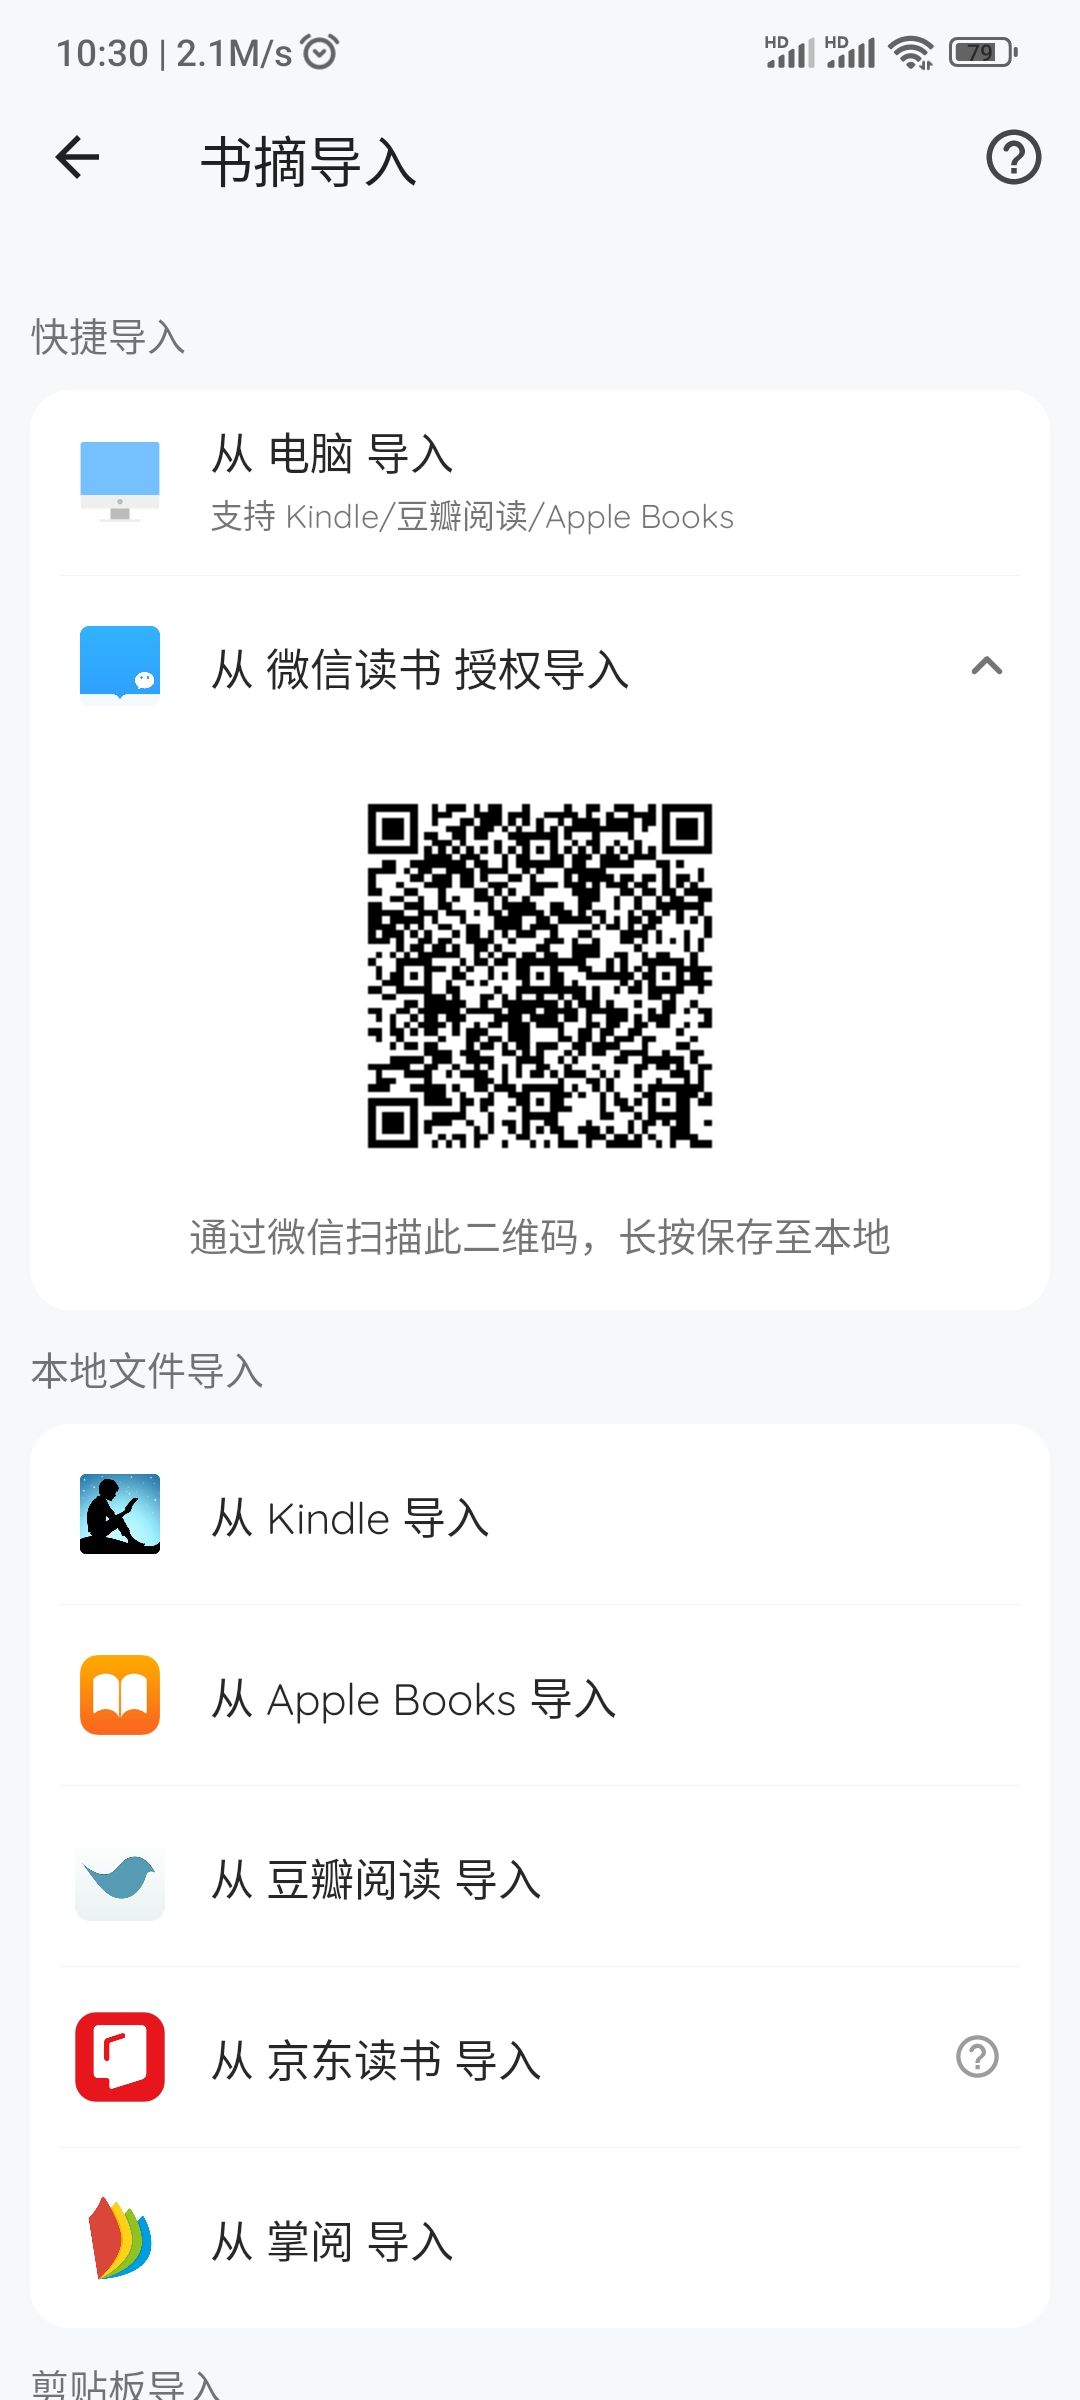 10:30 | 2.1M/s
HD HD 79
书摘导入
快捷导入
从 电脑 导入
支持 Kindle/豆瓣阅读/Apple Books
从 微信读书 授权导入
通过微信扫描此二维码，长按保存至本地
本地文件导入
从 Kindle 导入
从 Apple Books 导入
从 豆瓣阅读 导入
从 京东读书 导入
从 掌阅 导入
剪贴板导入